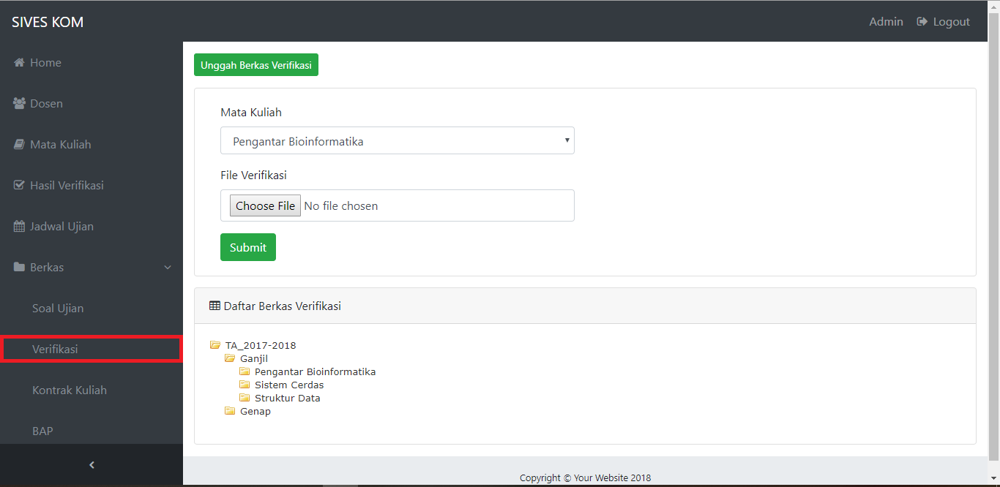 SIVES KOM
Admin
Logout
Home
Dosen
Mata Kuliah
Hasil Verifikasi
Jadwal Ujian
Berkas
Soal Ujian
Verifikasi
Kontrak Kuliah
BAP
Unggah Berkas Verifikasi
Mata Kuliah
Pengantar Bioinformatika
File Verifikasi
Choose File No file chosen
Submit
Daftar Berkas Verifikasi
TA_2017-2018
Ganjil
Pengantar Bioinformatika
Sistem Cerdas
Struktur Data
Genap
Copyright © Your Website 2018